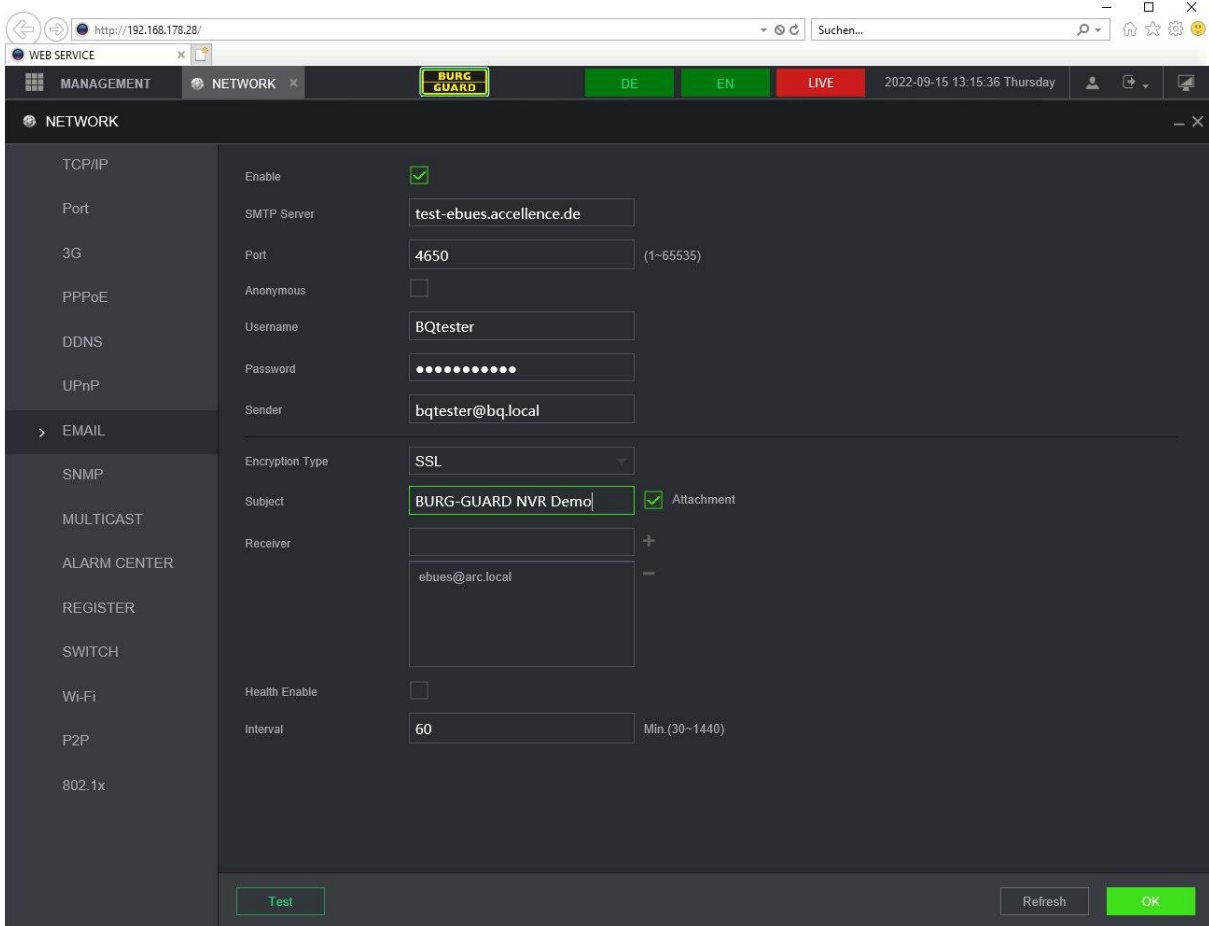 http://192.168.178.28/
Suchen...
WEB SERVICE
MANAGEMENT NETWORK BURG GUARD DE EN LIVE 2022-09-15 13:15:36 Thursday
NETWORK
TCP/IP
Port
3G
PPPoE
DDNS
UPnP
EMAIL
SNMP
MULTICAST
ALARM CENTER
REGISTER
SWITCH
Wi-Fi
P2P
802.1x
Enable
SMTP Server test-ebues.accellence.de
Port 4650 (1~65535)
Anonymous
Username BQtester
Password ●●●●●●●●●●●
Sender bqtester@bq.local
Encryption Type SSL
Subject BURG-GUARD NVR Demo Attachment
Receiver
ebues@arc.local
Health Enable
Interval 60 Min.(30~1440)
Test Refresh OK